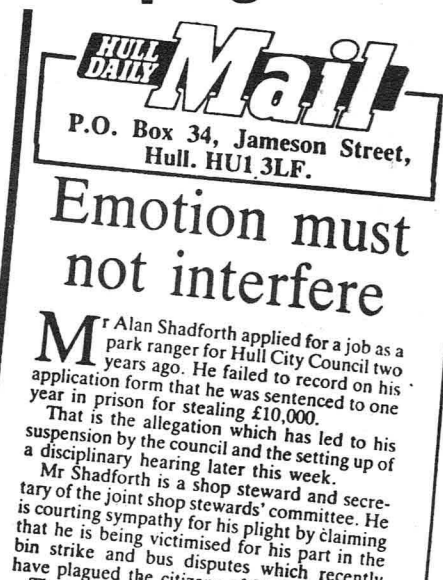 HULL
DAILY
Mail
P.O. Box 34, Jameson Street,
Hull. HU1 3LF.
Emotion must
not interfere
Mr Alan Shadforth applied for a job as a
park ranger for Hull City Council two
years ago. He failed to record on his
application form that he was sentenced to one
year in prison for stealing £10,000.
That is the allegation which has led to his
suspension by the council and the setting up of
a disciplinary hearing later this week.
Mr Shadforth is a shop steward and secre-
tary of the joint shop stewards' committee. He
is courting sympathy for his plight by claiming
that he is being victimised for his part in the
bin strike and bus disputes which recently
have plagued the